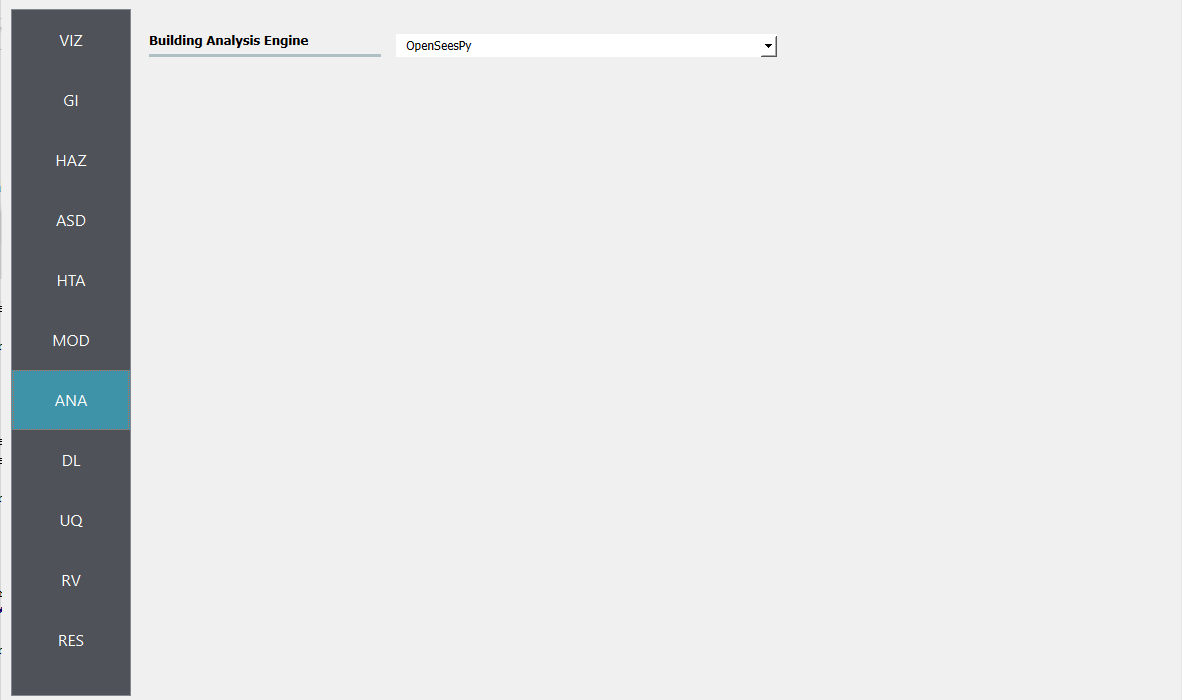 VIZ
GI
HAZ
ASD
HTA
MOD
ANA
DL
UQ
RV
RES
Building Analysis Engine
OpenSeesPy